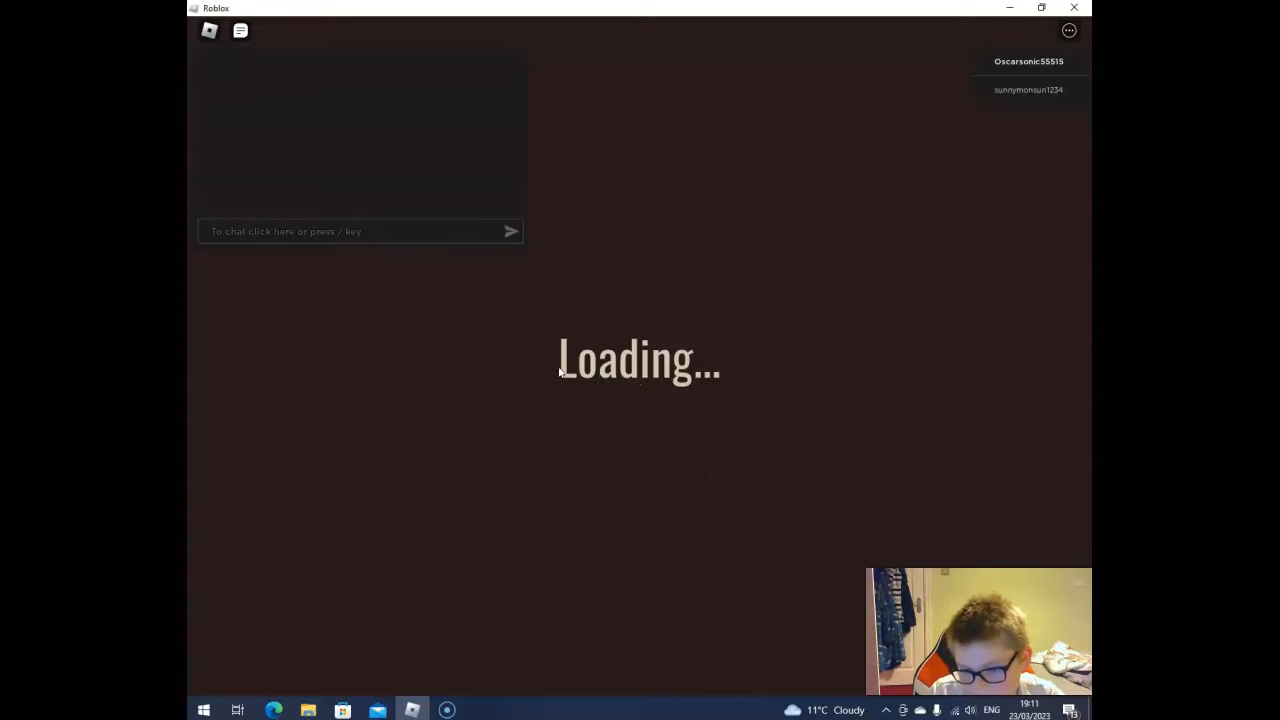 Roblox
Oscarsonic55515
sunnymonsun1234
To chat click here or press / key
Loading...
11°C Cloudy
ENG
19:11
23/03/2023
13